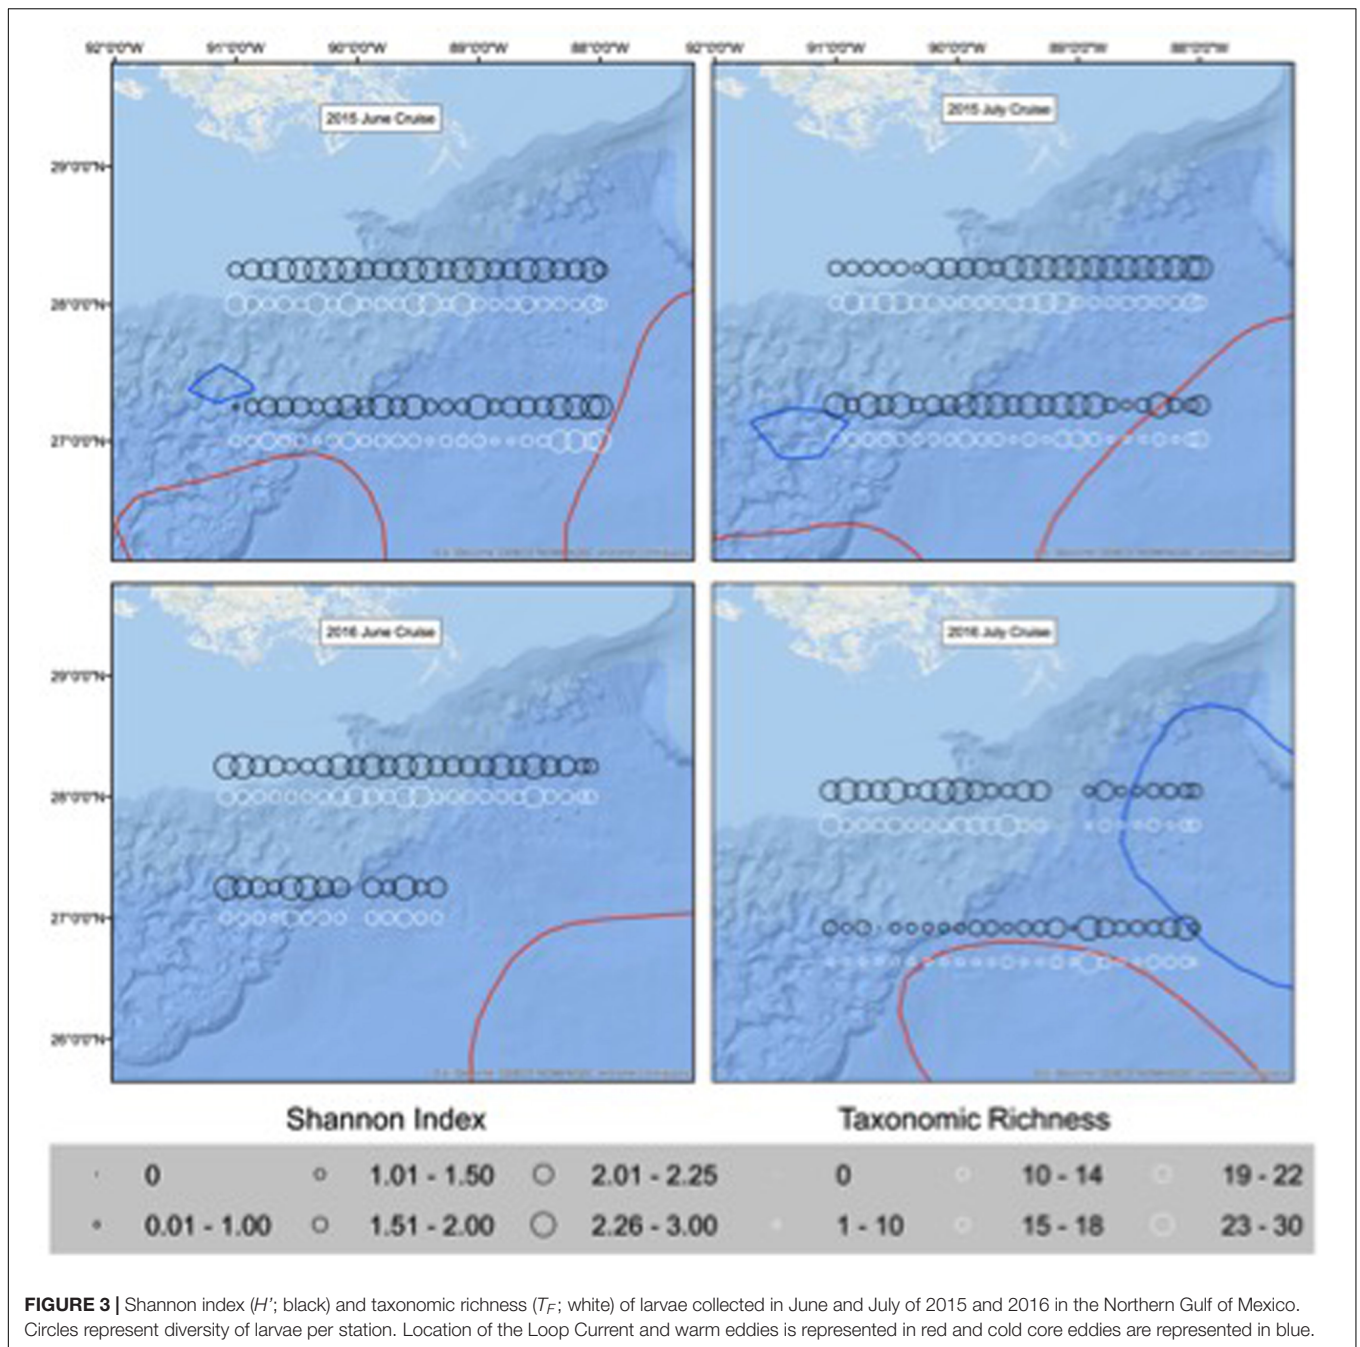 92°0'0"W 91°0'0"W 90°0'0"W 89°0'0"W 88°0'0"W 92°0'0"W 91°0'0"W 90°0'0"W 89°0'0"W 88°0'0"W
2015 June Cruise
2015 July Cruise
29°0'0"N
28°0'0"N
27°0'0"N
2016 June Cruise
2016 July Cruise
29°0'0"N
28°0'0"N
27°0'0"N
26°0'0"N
Shannon Index Taxonomic Richness
0 1.01 - 1.50 2.01 - 2.25 0 10 - 14 19 - 22
0.01 - 1.00 1.51 - 2.00 2.26 - 3.00 1 - 10 15 - 18 23 - 30
FIGURE 3 | Shannon index (H'; black) and taxonomic richness (TF; white) of larvae collected in June and July of 2015 and 2016 in the Northern Gulf of Mexico.
Circles represent diversity of larvae per station. Location of the Loop Current and warm eddies is represented in red and cold core eddies are represented in blue.